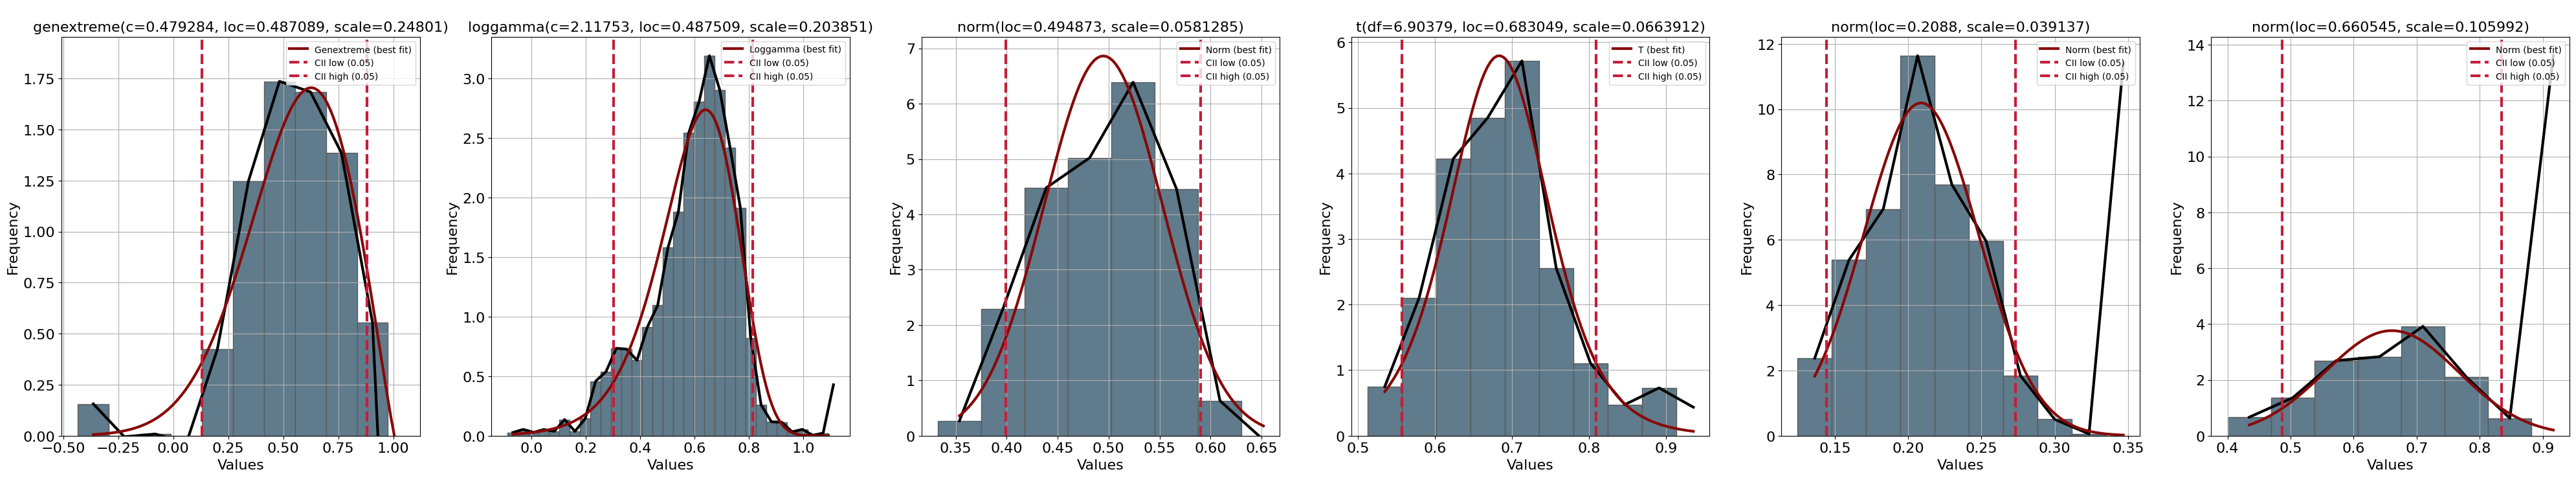 genextreme(c=0.479284, loc=0.487089, scale=0.24801)
Genextreme (best fit)
CII low (0.05)
CII high (0.05)
Frequency
1.75
1.50
1.25
1.00
0.75
0.50
0.25
0.00
−0.50 −0.25 0.00 0.25 0.50 0.75 1.00
Values
loggamma(c=2.11753, loc=0.487509, scale=0.203851)
Loggamma (best fit)
CII low (0.05)
CII high (0.05)
Frequency
3.0
2.5
2.0
1.5
1.0
0.5
0.0
0.0 0.2 0.4 0.6 0.8 1.0
Values
norm(loc=0.494873, scale=0.0581285)
Norm (best fit)
CII low (0.05)
CII high (0.05)
Frequency
7
6
5
4
3
2
1
0
0.35 0.40 0.45 0.50 0.55 0.60 0.65
Values
t(df=6.90379, loc=0.683049, scale=0.0663912)
T (best fit)
CII low (0.05)
CII high (0.05)
Frequency
6
5
4
3
2
1
0
0.5 0.6 0.7 0.8 0.9
Values
norm(loc=0.2088, scale=0.039137)
Norm (best fit)
CII low (0.05)
CII high (0.05)
Frequency
12
10
8
6
4
2
0
0.15 0.20 0.25 0.30 0.35
Values
norm(loc=0.660545, scale=0.105992)
Norm (best fit)
CII low (0.05)
CII high (0.05)
Frequency
14
12
10
8
6
4
2
0
0.4 0.5 0.6 0.7 0.8 0.9
Values